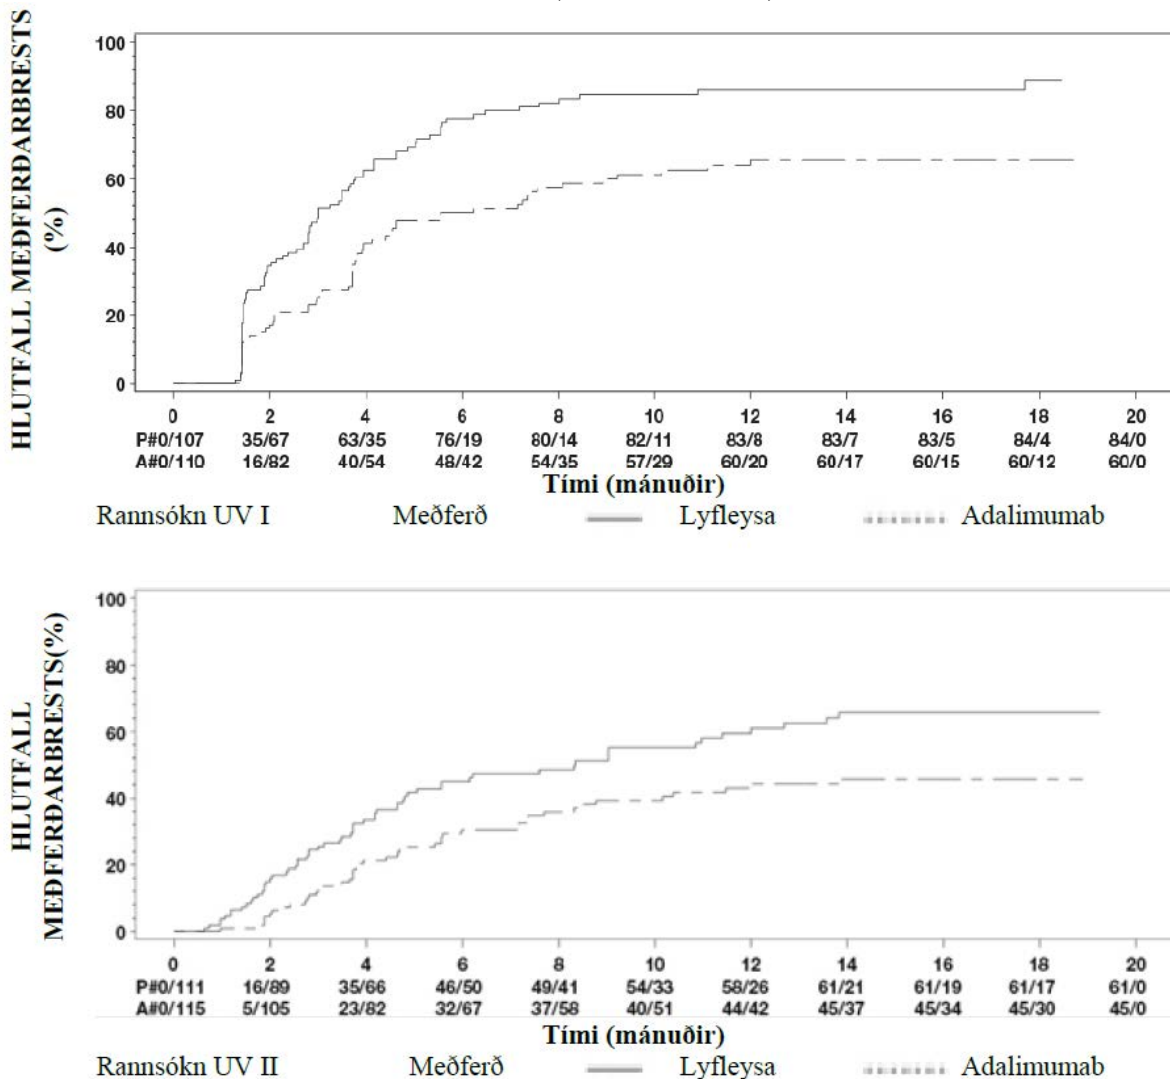 HLUTFALL MEÐFERÐARBRESTS
(%)
100
80
60
40
20
0
0 2 4 6 8 10 12 14 16 18 20
P#0/107 35/67 63/35 76/19 80/14 82/11 83/8 83/7 83/5 84/4 84/0
A#0/110 16/82 40/54 48/42 54/35 57/29 60/20 60/17 60/15 60/12 60/0
Tími (mánuðir)
Rannsókn UV I Meðferð Lyfleysa Adalimumab
HLUTFALL
MEÐFERÐARBRESTS(%)
100
80
60
40
20
0
0 2 4 6 8 10 12 14 16 18 20
P#0/111 16/89 35/66 46/50 49/41 54/33 58/26 61/21 61/19 61/17 61/0
A#0/115 5/105 23/82 32/67 37/58 40/51 44/42 45/37 45/34 45/30 45/0
Tími (mánuðir)
Rannsókn UV II Meðferð Lyfleysa Adalimumab